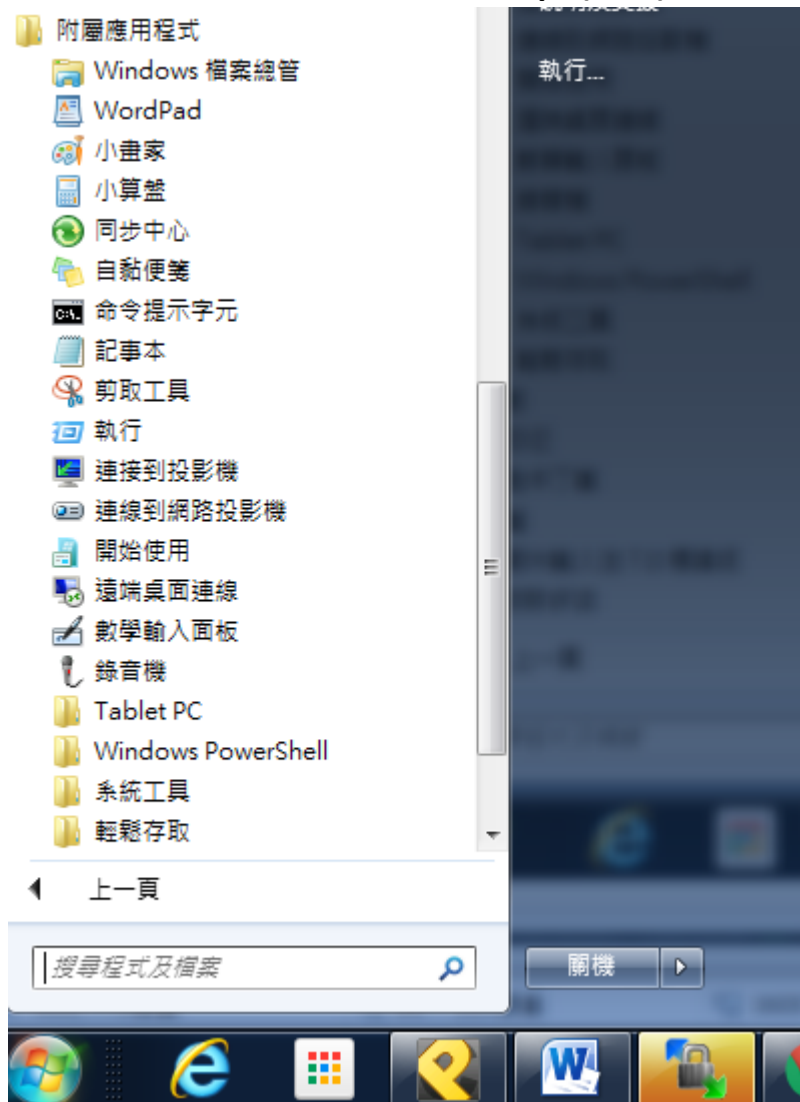 附屬應用程式
Windows 檔案總管
WordPad
小畫家
小算盤
同步中心
自黏便箋
命令提示字元
記事本
剪取工具
執行
連接到投影機
連線到網路投影機
開始使用
遠端桌面連線
數學輸入面板
錄音機
Tablet PC
Windows PowerShell
系統工具
輕鬆存取
上一頁
搜尋程式及檔案
執行...
關機